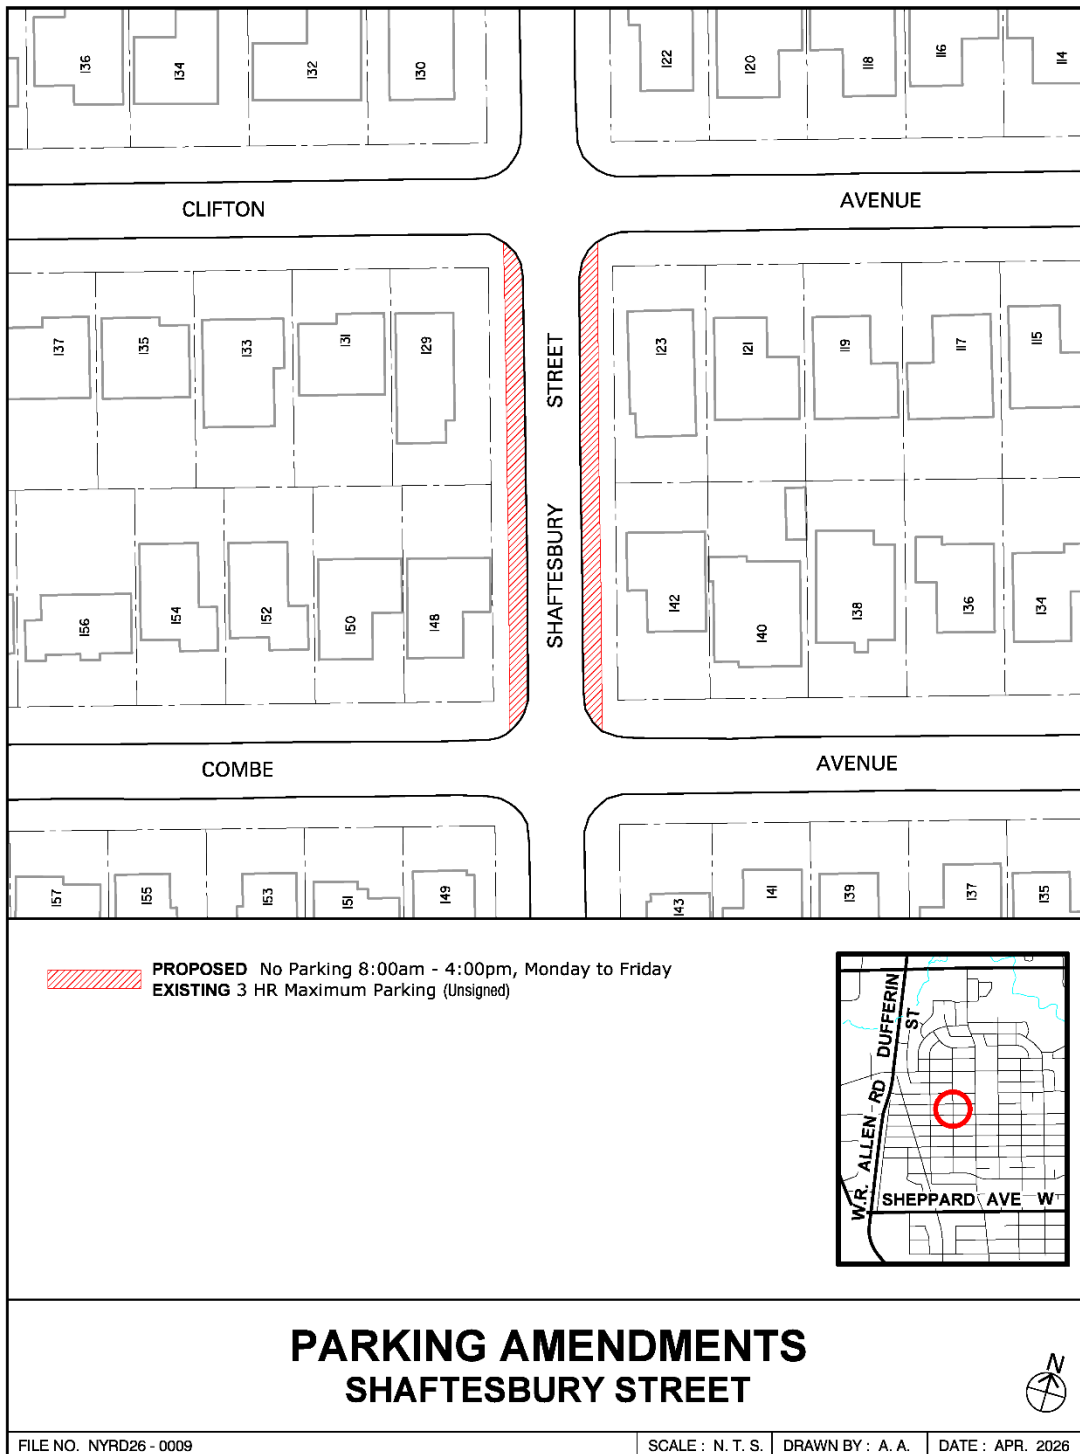 136 134 132 130 122 120 118 116 114
CLIFTON AVENUE
137 135 133 131 129 123 121 119 117 115
SHAFTESBURY STREET
156 154 152 150 148 142 140 138 136 134
COMBE AVENUE
157 155 153 151 149 143 141 139 137 135
PROPOSED No Parking 8:00am - 4:00pm, Monday to Friday
EXISTING 3 HR Maximum Parking (Unsigned)
DUFFERIN ST
W.R. ALLEN RD
SHEPPARD AVE W
PARKING AMENDMENTS
SHAFTESBURY STREET
N
FILE NO. NYRD26 - 0009
SCALE : N. T. S.
DRAWN BY : A. A.
DATE : APR. 2026